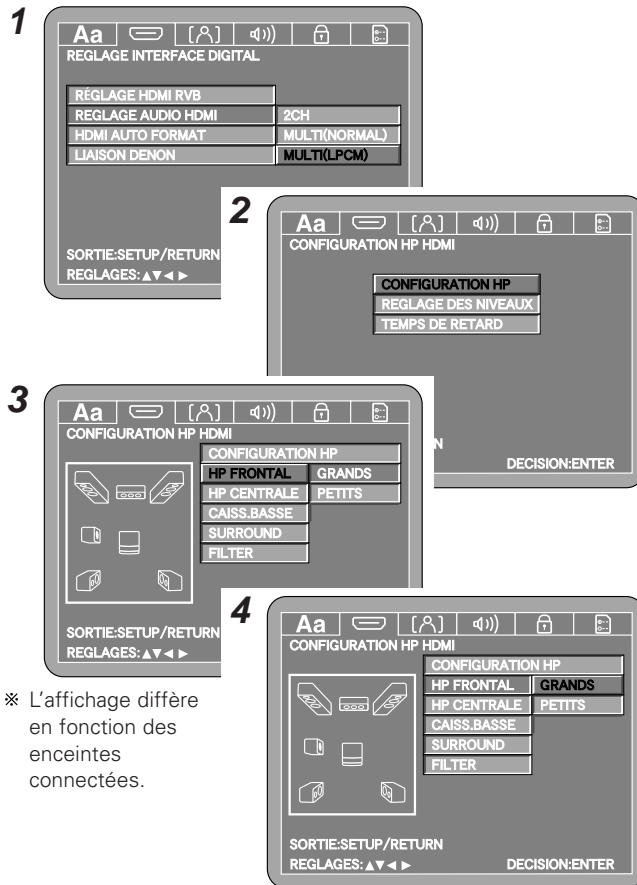 1
Aa
REGLAGE INTERFACE DIGITAL
RÉGLAGE HDMI RVB
REGLAGE AUDIO HDMI 2CH
HDMI AUTO FORMAT MULTI(NORMAL)
LIAISON DENON MULTI(LPCM)
SORTIE:SETUP/RETURN
REGLAGES:▲▼◄ ►
2
Aa
CONFIGURATION HP HDMI
CONFIGURATION HP
REGLAGE DES NIVEAUX
TEMPS DE RETARD
N
DECISION:ENTER
3
Aa
CONFIGURATION HP HDMI
CONFIGURATION HP
HP FRONTAL GRANDS
HP CENTRALE PETITS
CAISS.BASSE
SURROUND
FILTER
SORTIE:SETUP/RETURN
REGLAGES:▲▼◄ ►
4
Aa
CONFIGURATION HP HDMI
CONFIGURATION HP
HP FRONTAL GRANDS
HP CENTRALE PETITS
CAISS.BASSE
SURROUND
FILTER
SORTIE:SETUP/RETURN
REGLAGES:▲▼◄ ► DECISION:ENTER
※ L'affichage diffère
en fonction des
enceintes
connectées.